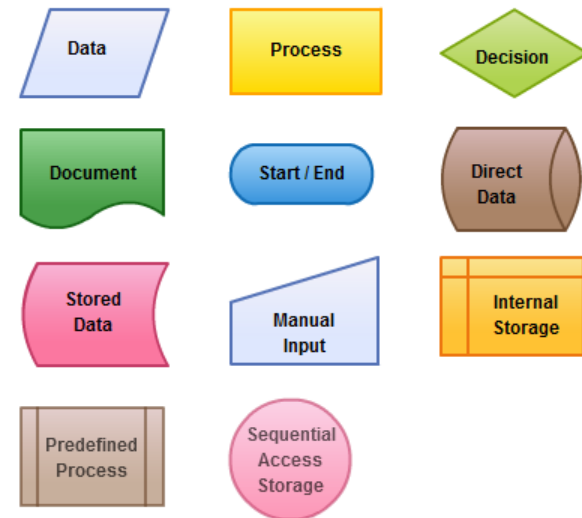 Data
Process
Decision
Document
Start / End
Direct
Data
Stored
Data
Manual
Input
Internal
Storage
Predefined
Process
Sequential
Access
Storage